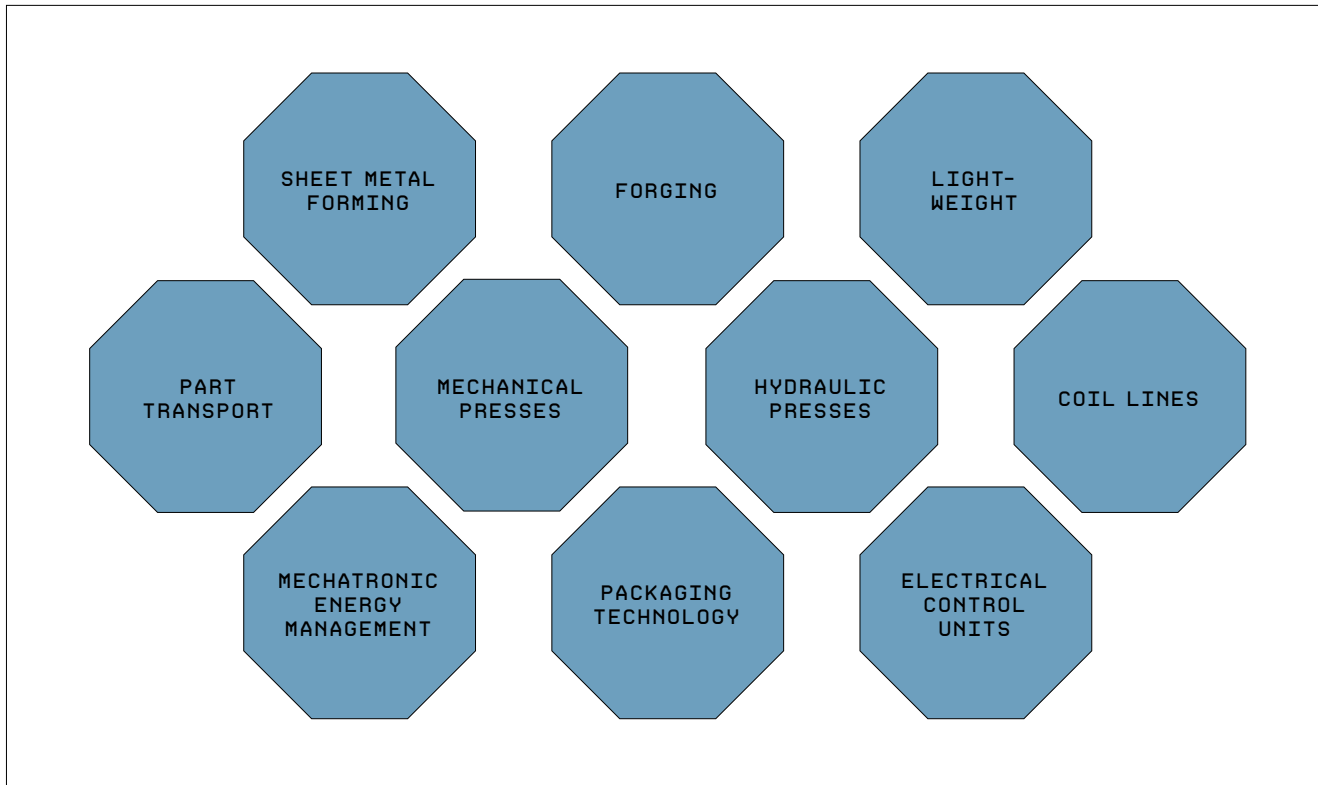 SHEET METAL
FORMING
FORGING
LIGHT-
WEIGHT
PART
TRANSPORT
MECHANICAL
PRESSES
HYDRAULIC
PRESSES
COIL LINES
MECHATRONIC
ENERGY
MANAGEMENT
PACKAGING
TECHNOLOGY
ELECTRICAL
CONTROL
UNITS